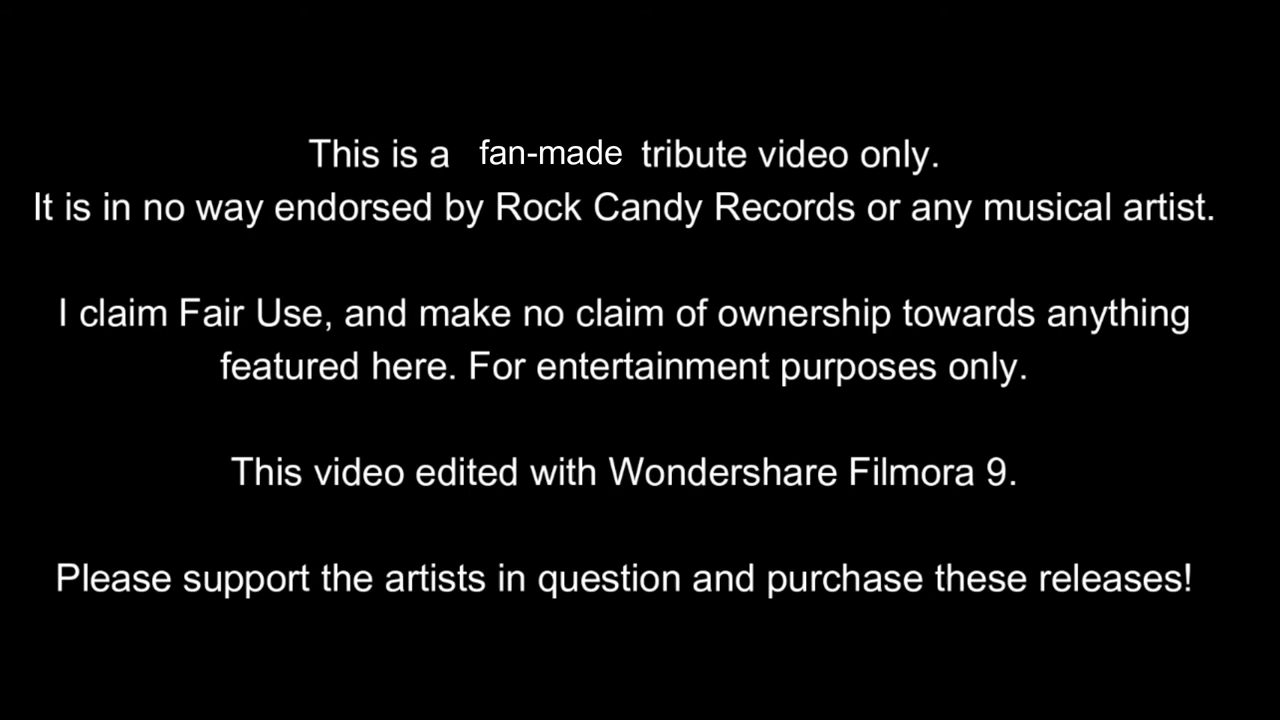 This is a fan-made tribute video only.
It is in no way endorsed by Rock Candy Records or any musical artist.
I claim Fair Use, and make no claim of ownership towards anything
featured here. For entertainment purposes only.
This video edited with Wondershare Filmora 9.
Please support the artists in question and purchase these releases!